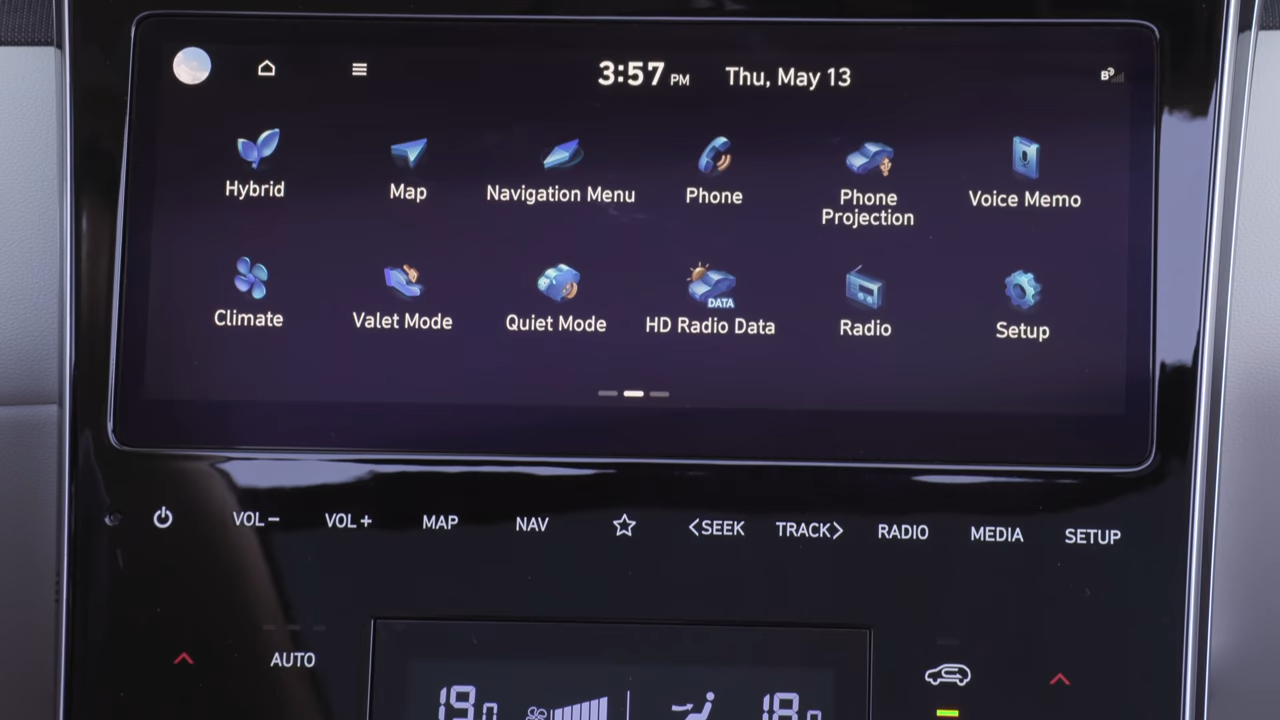 3:57 PM Thu, May 13
B
Hybrid
Map
Navigation Menu
Phone
Phone
Projection
Voice Memo
Climate
Valet Mode
Quiet Mode
DATA
HD Radio Data
Radio
Setup
VOL− VOL+ MAP NAV <SEEK TRACK> RADIO MEDIA SETUP
AUTO
19.0 18.0